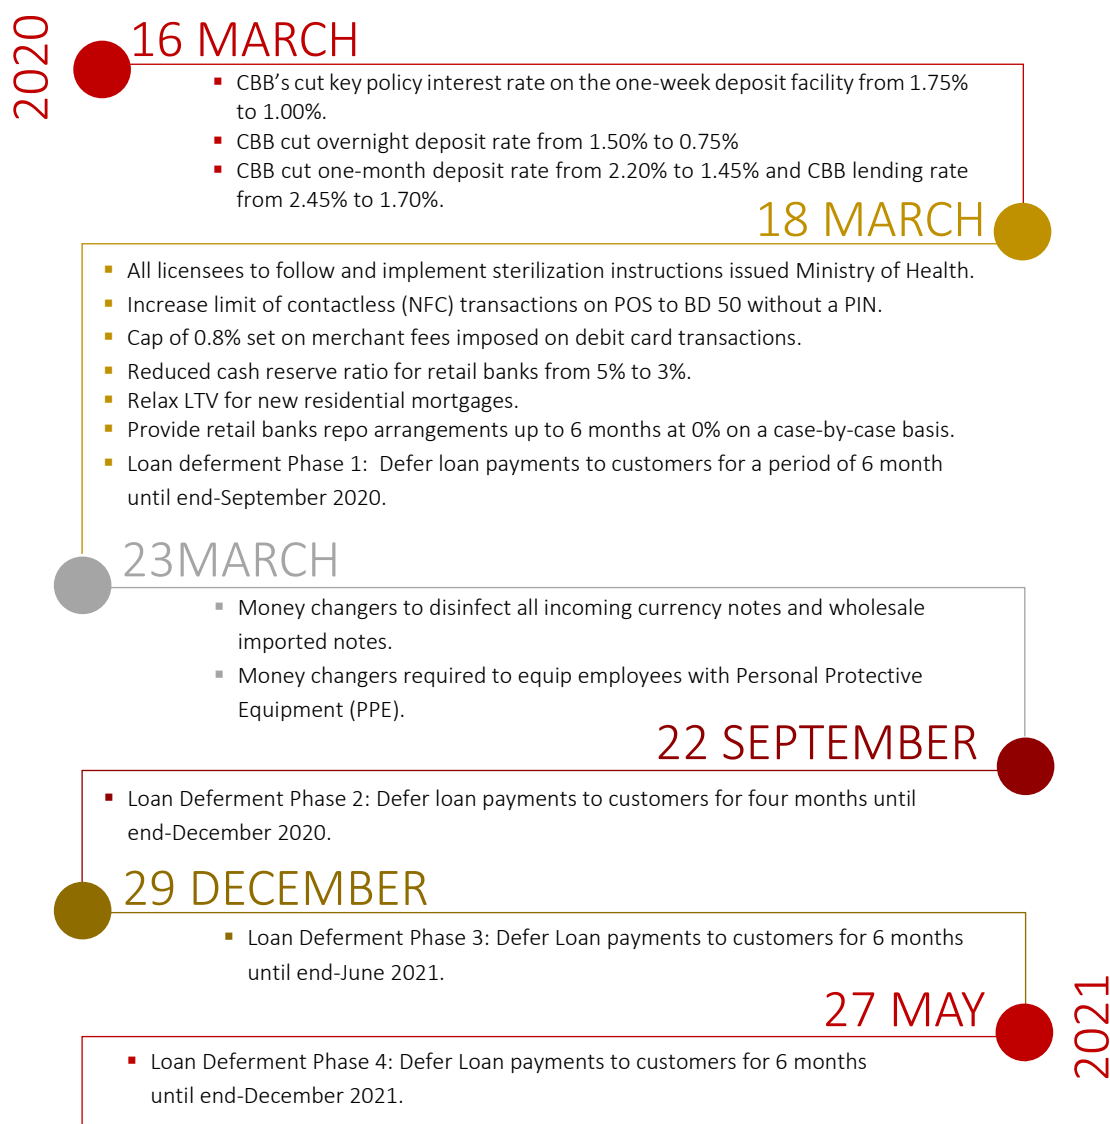 2020
16 MARCH
CBB’s cut key policy interest rate on the one-week deposit facility from 1.75%
to 1.00%.
CBB cut overnight deposit rate from 1.50% to 0.75%
CBB cut one-month deposit rate from 2.20% to 1.45% and CBB lending rate
from 2.45% to 1.70%.
18 MARCH
All licensees to follow and implement sterilization instructions issued Ministry of Health.
Increase limit of contactless (NFC) transactions on POS to BD 50 without a PIN.
Cap of 0.8% set on merchant fees imposed on debit card transactions.
Reduced cash reserve ratio for retail banks from 5% to 3%.
Relax LTV for new residential mortgages.
Provide retail banks repo arrangements up to 6 months at 0% on a case-by-case basis.
Loan deferment Phase 1:  Defer loan payments to customers for a period of 6 month
until end-September 2020.
23MARCH
Money changers to disinfect all incoming currency notes and wholesale
imported notes.
Money changers required to equip employees with Personal Protective
Equipment (PPE).
22 SEPTEMBER
Loan Deferment Phase 2: Defer loan payments to customers for four months until
end-December 2020.
29 DECEMBER
Loan Deferment Phase 3: Defer Loan payments to customers for 6 months
until end-June 2021.
27 MAY
2021
Loan Deferment Phase 4: Defer Loan payments to customers for 6 months
until end-December 2021.